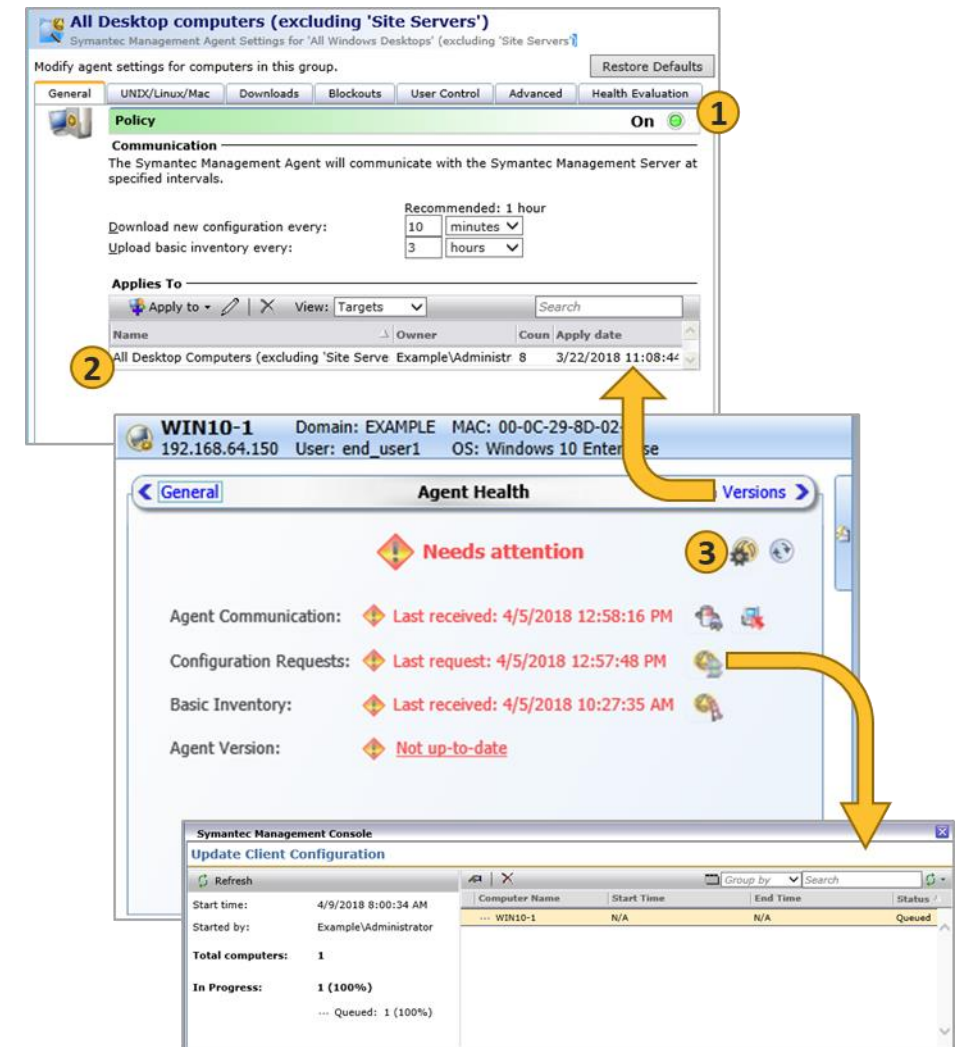 All Desktop computers (excluding 'Site Servers')
Symantec Management Agent Settings for 'All Windows Desktops' (excluding 'Site Servers')
Modify agent settings for computers in this group.
Restore Defaults
General UNIX/Linux/Mac Downloads Blockouts User Control Advanced Health Evaluation
1
Policy On
Communication
The Symantec Management Agent will communicate with the Symantec Management Server at
specified intervals.
Recommended: 1 hour
Download new configuration every: 10 minutes
Upload basic inventory every: 3 hours
Applies To
Apply to View: Targets Search
Name Owner Coun Apply date
2
All Desktop Computers (excluding 'Site Serve Example\Administr 8 3/22/2018 11:08:44
WIN10-1 Domain: EXAMPLE MAC: 00-0C-29-8D-02-
192.168.64.150 User: end_user1 OS: Windows 10 Enter se
General Agent Health Versions
Needs attention
3
Agent Communication: Last received: 4/5/2018 12:58:16 PM
Configuration Requests: Last request: 4/5/2018 12:57:48 PM
Basic Inventory: Last received: 4/5/2018 10:27:35 AM
Agent Version: Not up-to-date
Symantec Management Console
Update Client Configuration
Refresh
Group by Search
Start time: 4/9/2018 8:00:34 AM
Computer Name Start Time End Time Status
WIN10-1 N/A N/A Queued
Started by: Example\Administrator
Total computers: 1
In Progress: 1 (100%)
Queued: 1 (100%)